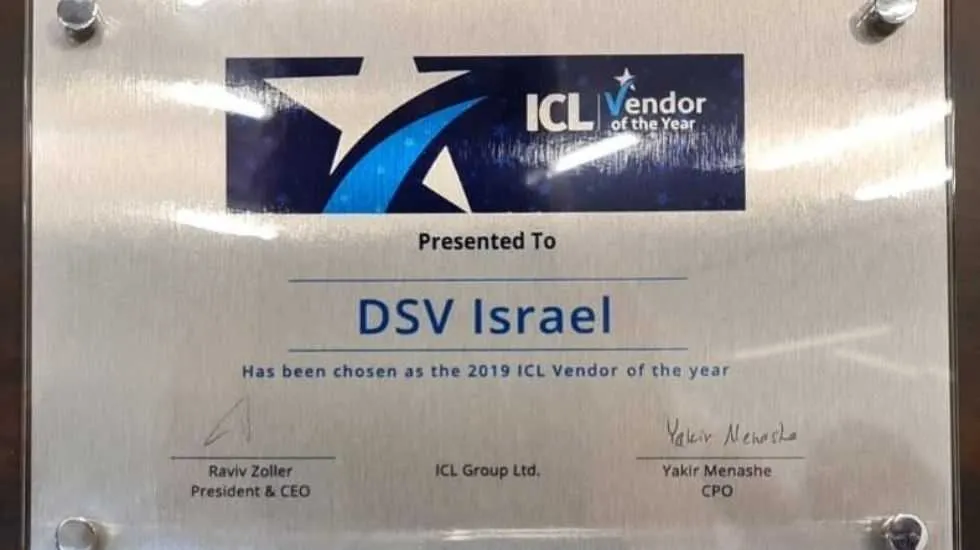 ICL Vendor
of the Year
Presented To
DSV Israel
Has been chosen as the 2019 ICL Vendor of the year
Yakir Menashe
Raviv Zoller ICL Group Ltd. Yakir Menashe
President & CEO CPO